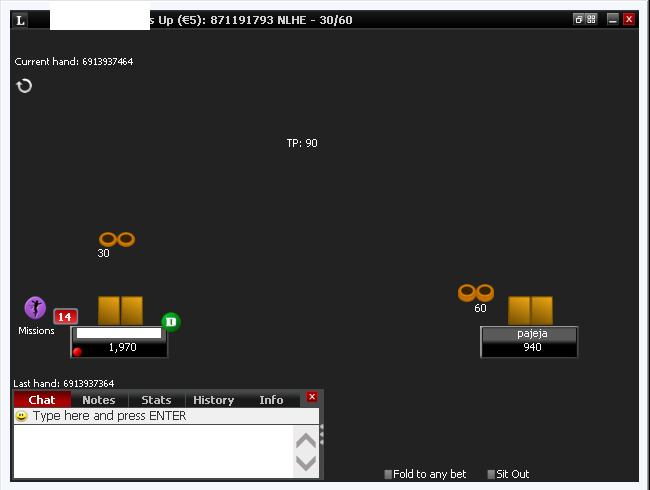 L s Up (€5): 871191793 NLHE - 30/60
Current hand: 6913937464
TP: 90
30
60
14
Missions
D
1,970
pajeja
940
Last hand: 6913937364
Chat Notes Stats History Info
Type here and press ENTER
Fold to any bet Sit Out